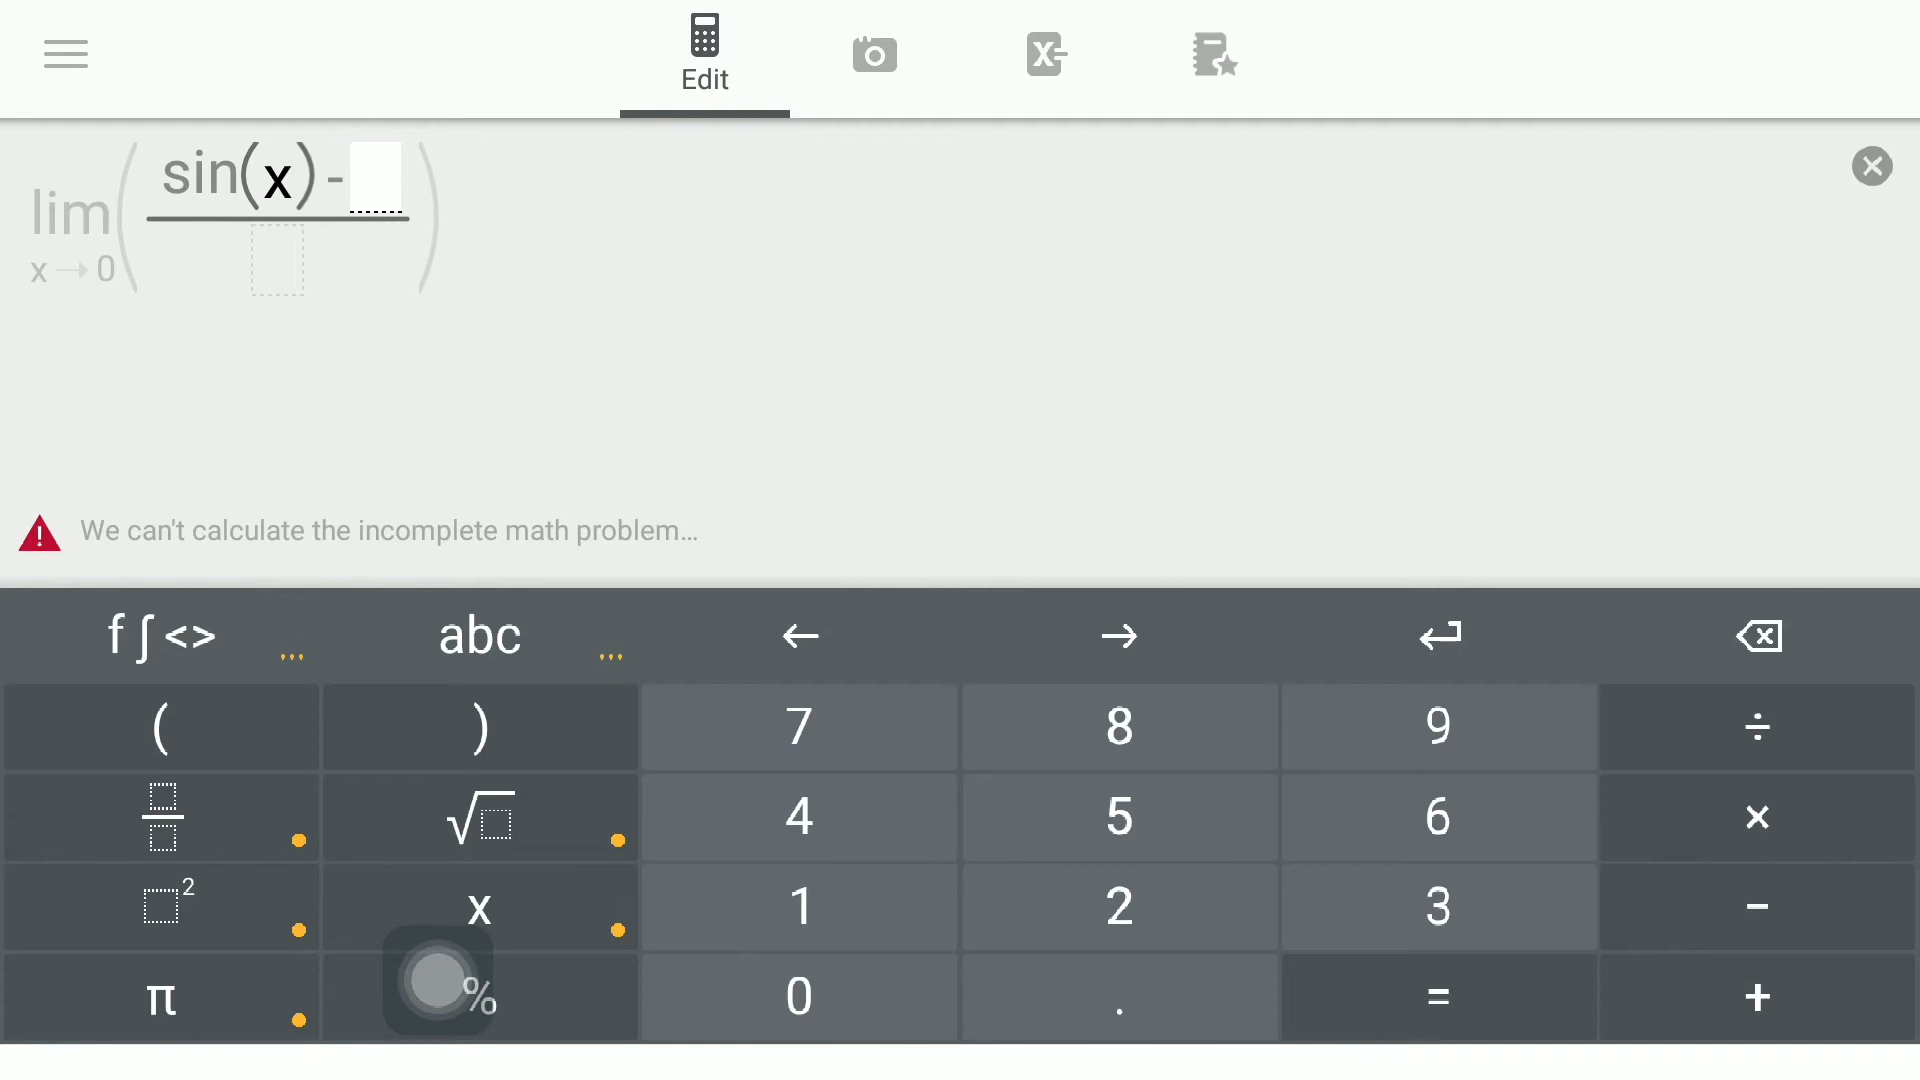 Edit
sin(x)-
lim
x→0
We can't calculate the incomplete math problem...
f ∫ <> ... abc ... ← →
( ) 7 8 9 ÷
√ 4 5 6 ×
2 x 1 2 3 −
π % 0 . = +